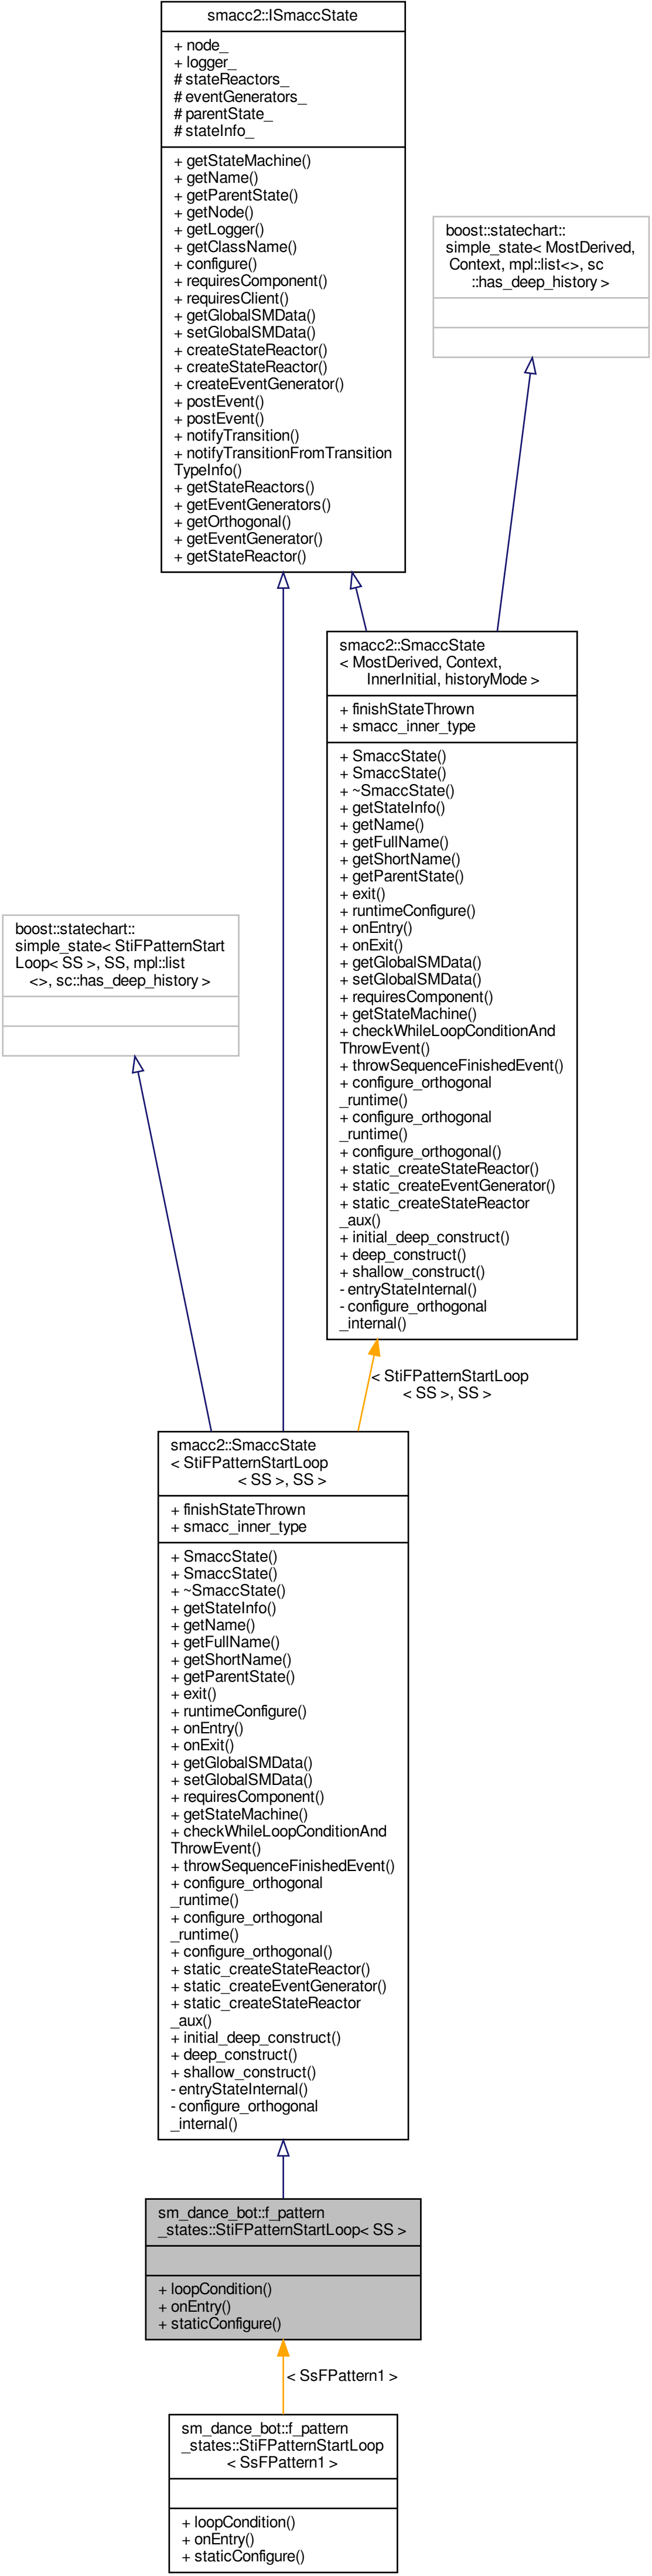 smacc2::ISmaccState
+ node_
+ logger_
# stateReactors_
# eventGenerators_
# parentState_
# stateInfo_
+ getStateMachine()
+ getName()
+ getParentState()
+ getNode()
+ getLogger()
+ getClassName()
+ configure()
+ requiresComponent()
+ requiresClient()
+ getGlobalSMData()
+ setGlobalSMData()
+ createStateReactor()
+ createStateReactor()
+ createEventGenerator()
+ postEvent()
+ postEvent()
+ notifyTransition()
+ notifyTransitionFromTransition
TypeInfo()
+ getStateReactors()
+ getEventGenerators()
+ getOrthogonal()
+ getEventGenerator()
+ getStateReactor()
boost::statechart::
simple_state< MostDerived,
Context, mpl::list<>, sc
::has_deep_history >
smacc2::SmaccState
< MostDerived, Context,
InnerInitial, historyMode >
+ finishStateThrown
+ smacc_inner_type
+ SmaccState()
+ SmaccState()
+ ~SmaccState()
+ getStateInfo()
+ getName()
+ getFullName()
+ getShortName()
+ getParentState()
+ exit()
+ runtimeConfigure()
+ onEntry()
+ onExit()
+ getGlobalSMData()
+ setGlobalSMData()
+ requiresComponent()
+ getStateMachine()
+ checkWhileLoopConditionAnd
ThrowEvent()
+ throwSequenceFinishedEvent()
+ configure_orthogonal
_runtime()
+ configure_orthogonal
_runtime()
+ configure_orthogonal()
+ static_createStateReactor()
+ static_createEventGenerator()
+ static_createStateReactor
_aux()
+ initial_deep_construct()
+ deep_construct()
+ shallow_construct()
- entryStateInternal()
- configure_orthogonal
_internal()
boost::statechart::
simple_state< StiFPatternStart
Loop< SS >, SS, mpl::list
<>, sc::has_deep_history >
< StiFPatternStartLoop
< SS >, SS >
smacc2::SmaccState
< StiFPatternStartLoop
< SS >, SS >
+ finishStateThrown
+ smacc_inner_type
+ SmaccState()
+ SmaccState()
+ ~SmaccState()
+ getStateInfo()
+ getName()
+ getFullName()
+ getShortName()
+ getParentState()
+ exit()
+ runtimeConfigure()
+ onEntry()
+ onExit()
+ getGlobalSMData()
+ setGlobalSMData()
+ requiresComponent()
+ getStateMachine()
+ checkWhileLoopConditionAnd
ThrowEvent()
+ throwSequenceFinishedEvent()
+ configure_orthogonal
_runtime()
+ configure_orthogonal
_runtime()
+ configure_orthogonal()
+ static_createStateReactor()
+ static_createEventGenerator()
+ static_createStateReactor
_aux()
+ initial_deep_construct()
+ deep_construct()
+ shallow_construct()
- entryStateInternal()
- configure_orthogonal
_internal()
sm_dance_bot::f_pattern
_states::StiFPatternStartLoop< SS >
+ loopCondition()
+ onEntry()
+ staticConfigure()
< SsFPattern1 >
sm_dance_bot::f_pattern
_states::StiFPatternStartLoop
< SsFPattern1 >
+ loopCondition()
+ onEntry()
+ staticConfigure()